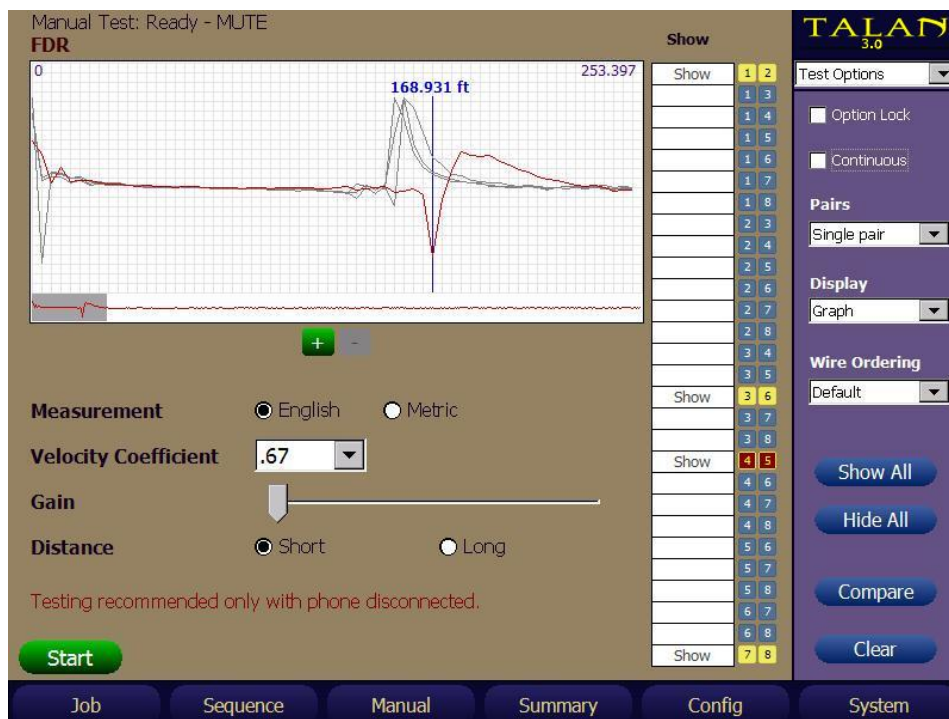 Manual Test: Ready - MUTE
FDR
Show
TALAN
3.0
0
253.397
168.931 ft
+
-
Measurement
English
Metric
Velocity Coefficient
.67
Gain
Distance
Short
Long
Testing recommended only with phone disconnected.
Start
Show 1 2
1 3
1 4
1 5
1 6
1 7
1 8
2 3
2 4
2 5
2 6
2 7
2 8
3 4
3 5
Show 3 6
3 7
3 8
Show 4 5
4 6
4 7
4 8
5 6
5 7
5 8
6 7
6 8
Show 7 8
Test Options
Option Lock
Continuous
Pairs
Single pair
Display
Graph
Wire Ordering
Default
Show All
Hide All
Compare
Clear
Job
Sequence
Manual
Summary
Config
System